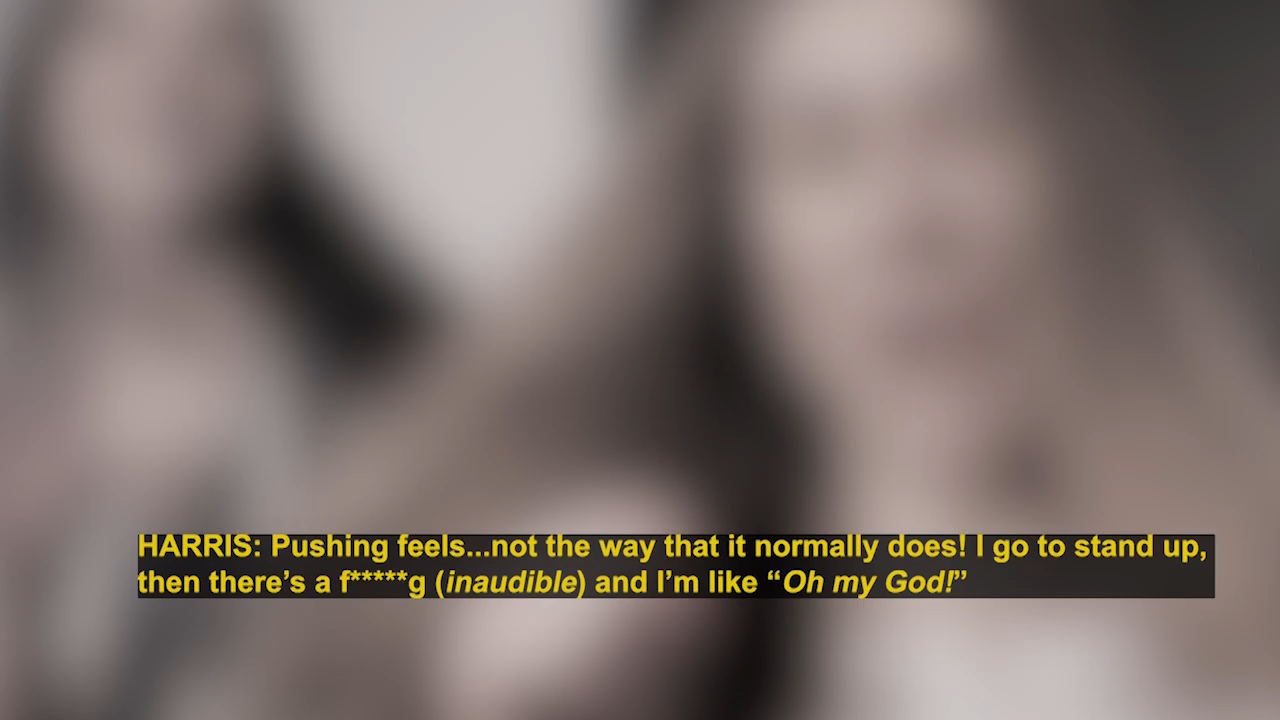 HARRIS: Pushing feels...not the way that it normally does! I go to stand up,
then there’s a f*****g (inaudible) and I’m like “Oh my God!”